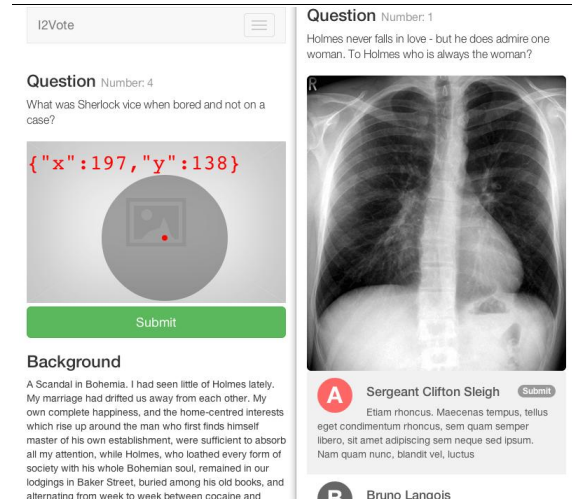 I2Vote
Question Number: 4
What was Sherlock vice when bored and not on a
case?
{"x":197,"y":138}
Submit
Background
A Scandal in Bohemia. I had seen little of Holmes lately.
My marriage had drifted us away from each other. My
own complete happiness, and the home-centred interests
which rise up around the man who first finds himself
master of his own establishment, were sufficient to absorb
all my attention, while Holmes, who loathed every form of
society with his whole Bohemian soul, remained in our
lodgings in Baker Street, buried among his old books, and
alternating from week to week between cocaine and
Question Number: 1
Holmes never falls in love - but he does admire one
woman. To Holmes who is always the woman?
R
A
Sergeant Clifton Sleigh
Submit
Etiam rhoncus. Maecenas tempus, tellus
eget condimentum rhoncus, sem quam semper
libero, sit amet adipiscing sem neque sed ipsum.
Nam quam nunc, blandit vel, luctus
B
Bruno Langois